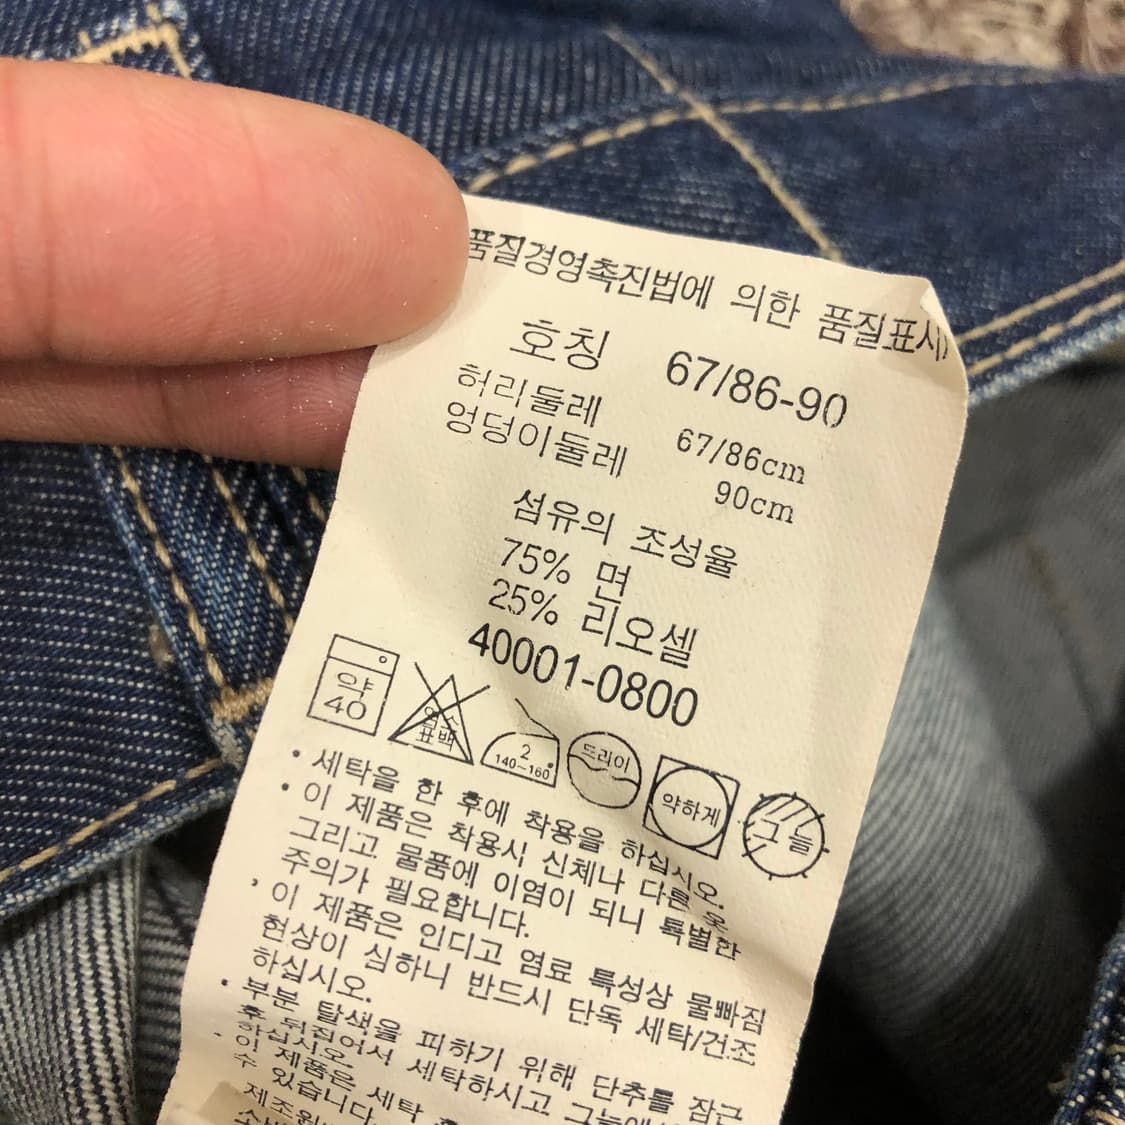 품질경영촉진법에 의한 품질표시
호칭 67/86-90
허리둘레 67/86cm
엉덩이둘레 90cm
섬유의 조성율
75% 면
25% 리오셀
40001-0800
약 40
염소 표백
2 140~160
드라이
약하게
그늘
• 세탁을 한 후에 착용을 하십시오.
• 이 제품은 착용시 신체나 다른 옷
그리고 물품에 이염이 되니 특별한
주의가 필요합니다.
• 이 제품은 인디고 염료 특성상 물빠짐
현상이 심하니 반드시 단독 세탁/건조
하십시오.
• 부분 탈색을 피하기 위해 단추를 잠근
후 뒤집어서 세탁하시고 그늘에
하십시오
• 이 제품은 세탁
수 있습니다.
제조원